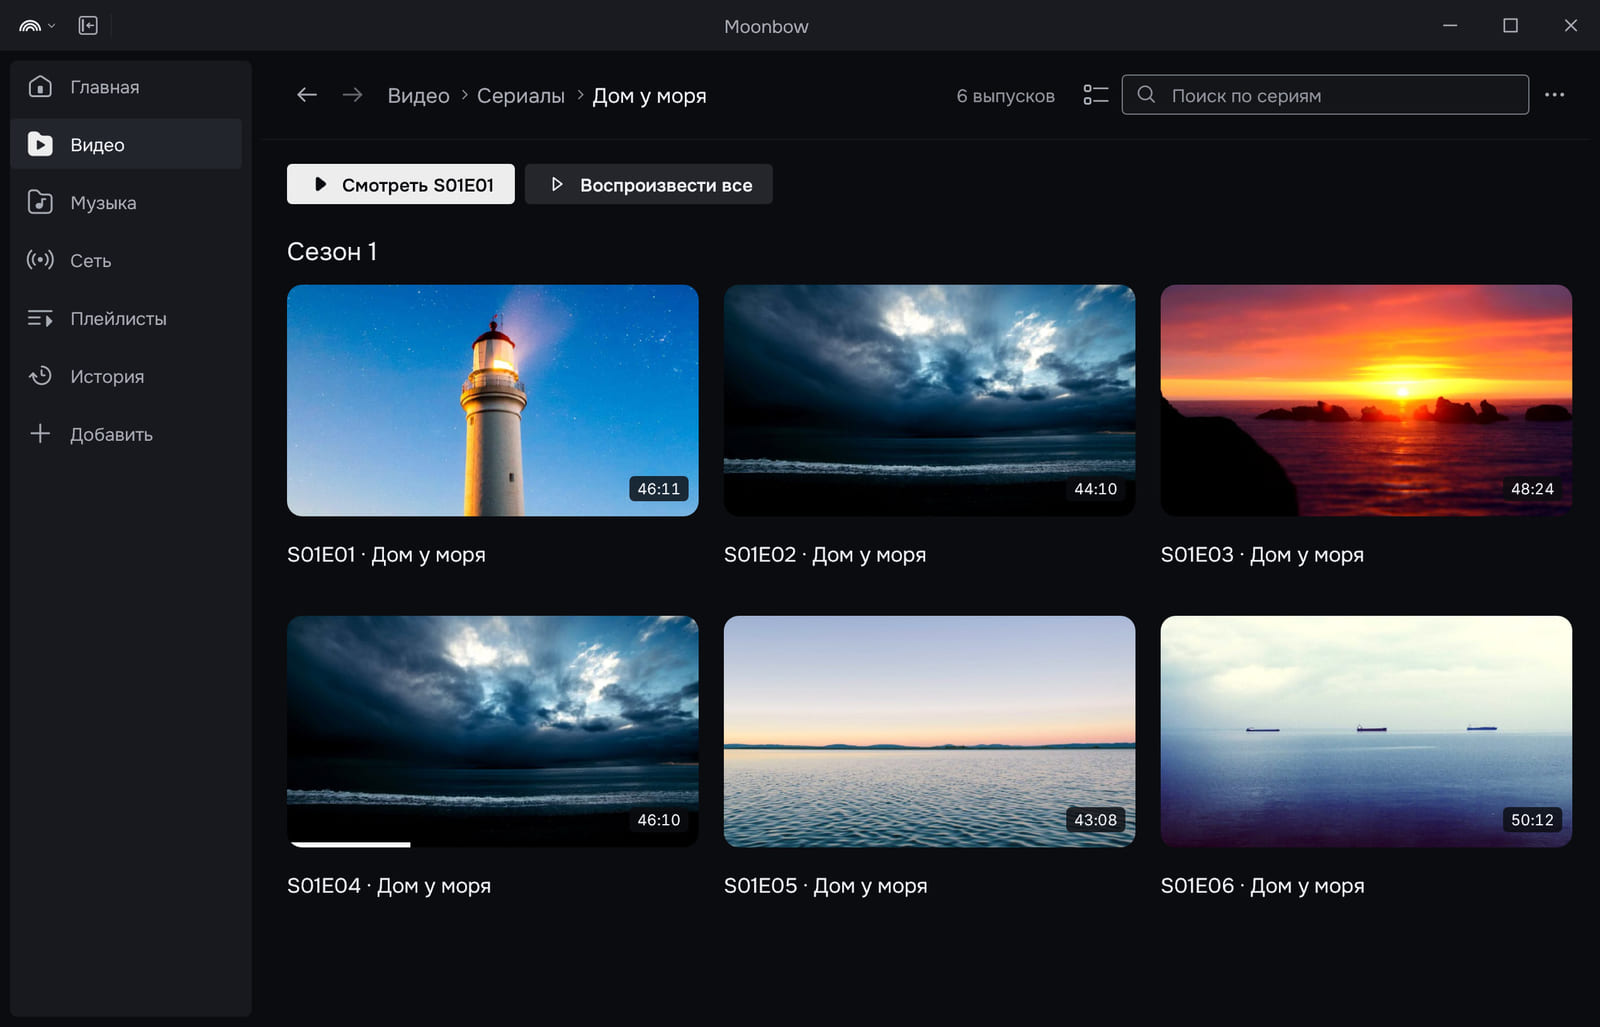 Moonbow
Главная
Видео
Музыка
Сеть
Плейлисты
История
Добавить
Видео › Сериалы › Дом у моря
6 выпусков
Поиск по сериям
Смотреть S01E01
Воспроизвести все
Сезон 1
46:11
44:10
48:24
S01E01 · Дом у моря
S01E02 · Дом у моря
S01E03 · Дом у моря
46:10
43:08
50:12
S01E04 · Дом у моря
S01E05 · Дом у моря
S01E06 · Дом у моря